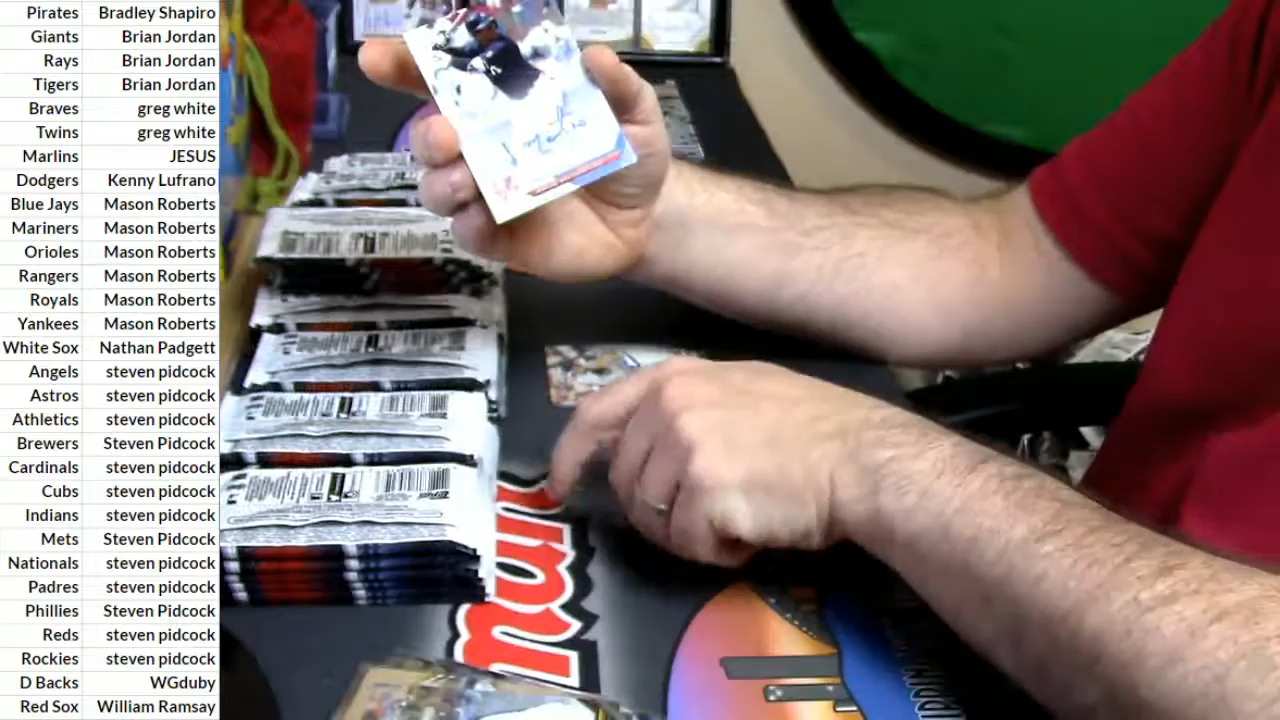 Pirates Bradley Shapiro
Giants Brian Jordan
Rays Brian Jordan
Tigers Brian Jordan
Braves greg white
Twins greg white
Marlins JESUS
Dodgers Kenny Lufrano
Blue Jays Mason Roberts
Mariners Mason Roberts
Orioles Mason Roberts
Rangers Mason Roberts
Royals Mason Roberts
Yankees Mason Roberts
White Sox Nathan Padgett
Angels steven pidcock
Astros steven pidcock
Athletics steven pidcock
Brewers Steven Pidcock
Cardinals steven pidcock
Cubs steven pidcock
Indians steven pidcock
Mets Steven Pidcock
Nationals steven pidcock
Padres steven pidcock
Phillies Steven Pidcock
Reds steven pidcock
Rockies steven pidcock
D Backs WGduby
Red Sox William Ramsay